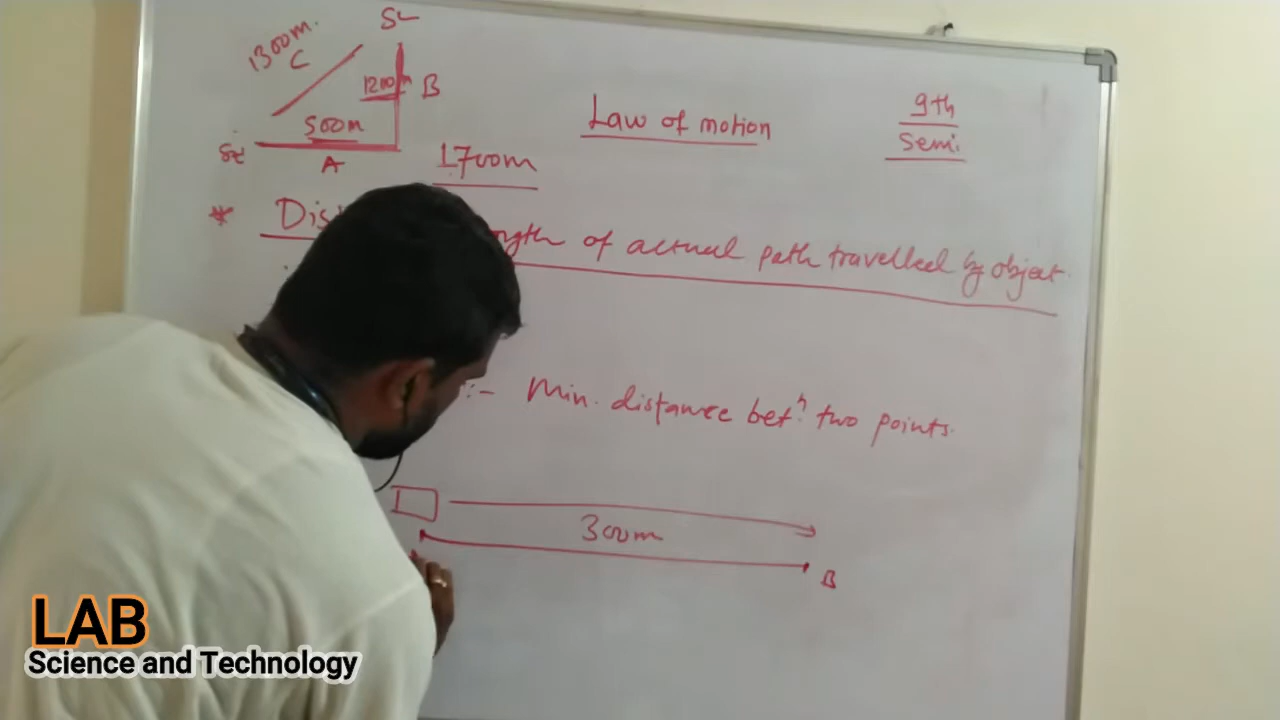 1300m.
C
Sc
1200m B
500m
A
1700m
Law of motion
9th
Semi.
* Dis
ngth of actual path travelled by object.
:- Min. distance betⁿ. two points.
300m
B
LAB
Science and Technology